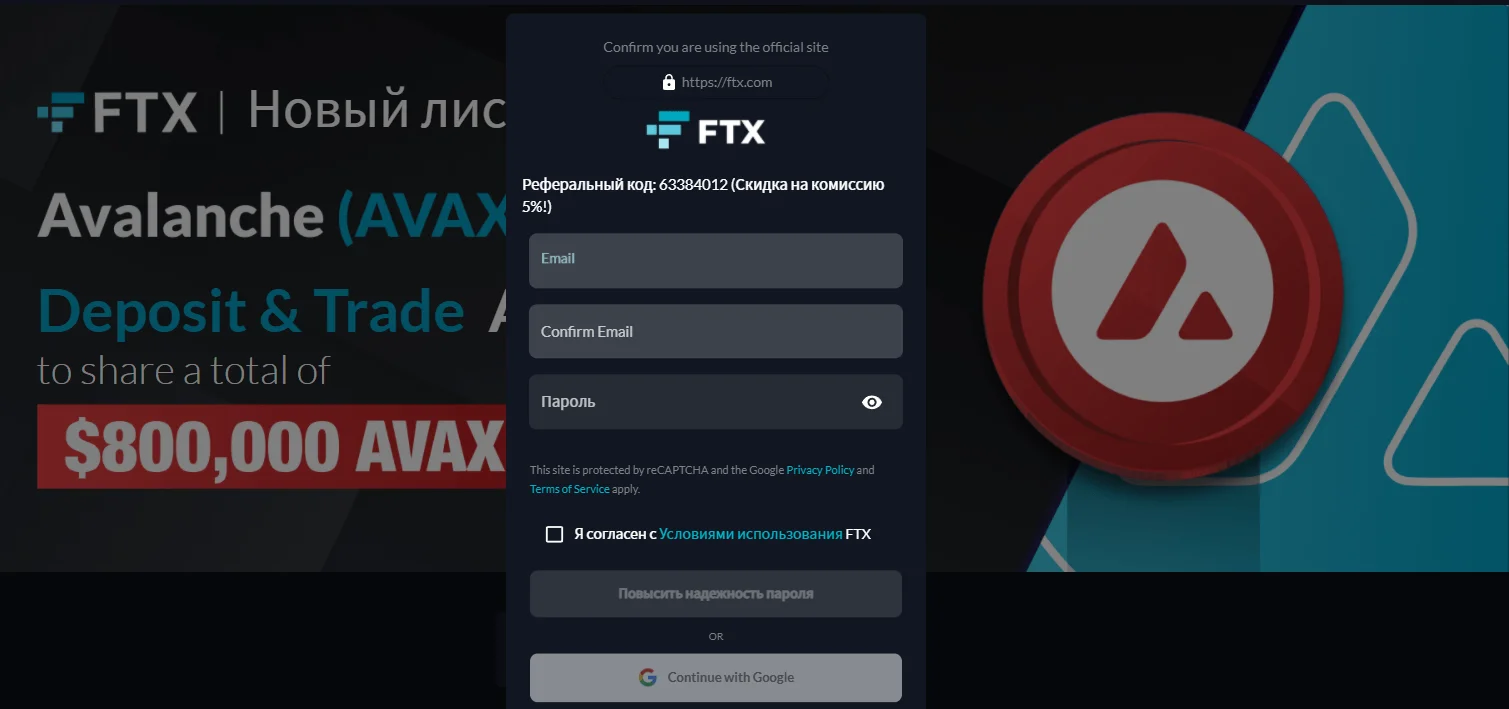 Confirm you are using the official site
https://ftx.com
FTX
Реферальный код: 63384012 (Скидка на комиссию
5%!)
Email
Confirm Email
Пароль
This site is protected by reCAPTCHA and the Google Privacy Policy and
Terms of Service apply.
Я согласен с Условиями использования FTX
Повысить надежность пароля
OR
Continue with Google
FTX | Новый лис
Avalanche (AVAX
Deposit & Trade
to share a total of
$800,000 AVAX